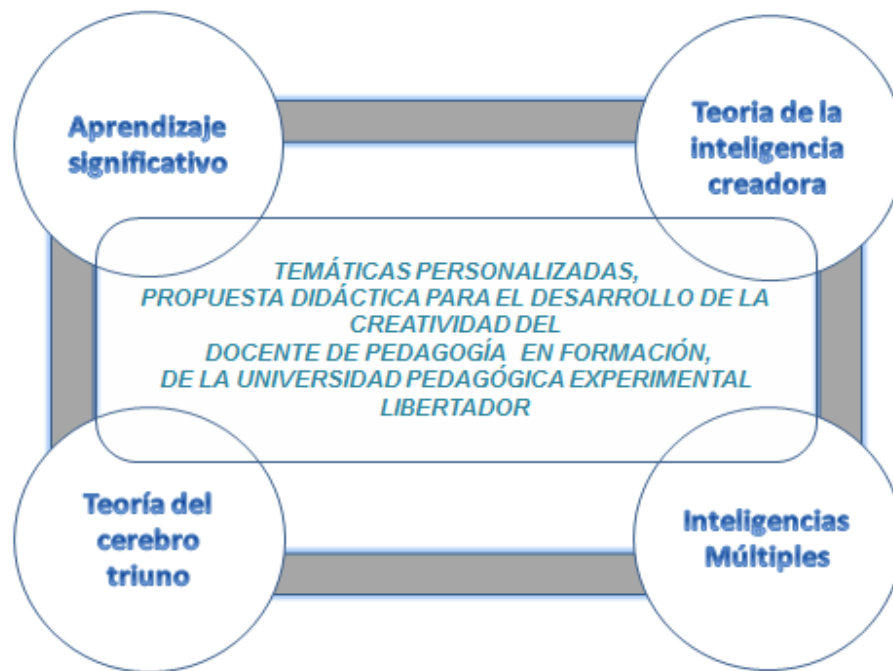 Aprendizaje
significativo
Teoria de la
inteligencia
creadora
TEMÁTICAS PERSONALIZADAS,
PROPUESTA DIDÁCTICA PARA EL DESARROLLO DE LA
CREATIVIDAD DEL
DOCENTE DE PEDAGOGÍA EN FORMACIÓN,
DE LA UNIVERSIDAD PEDAGÓGICA EXPERIMENTAL
LIBERTADOR
Teoría del
cerebro
triuno
Inteligencias
Múltiples